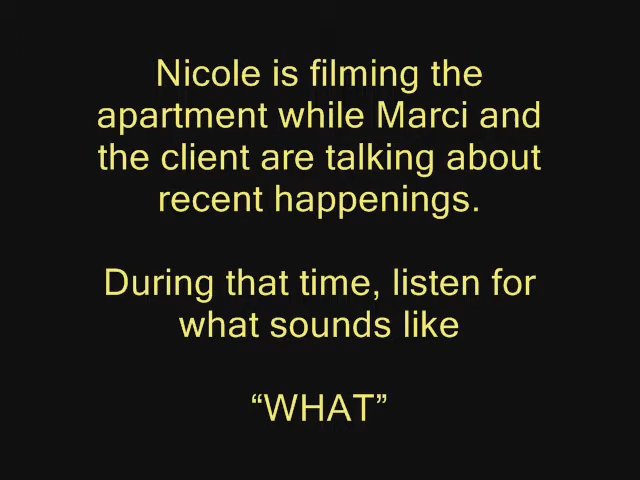 Nicole is filming the
apartment while Marci and
the client are talking about
recent happenings.
During that time, listen for
what sounds like
“WHAT”